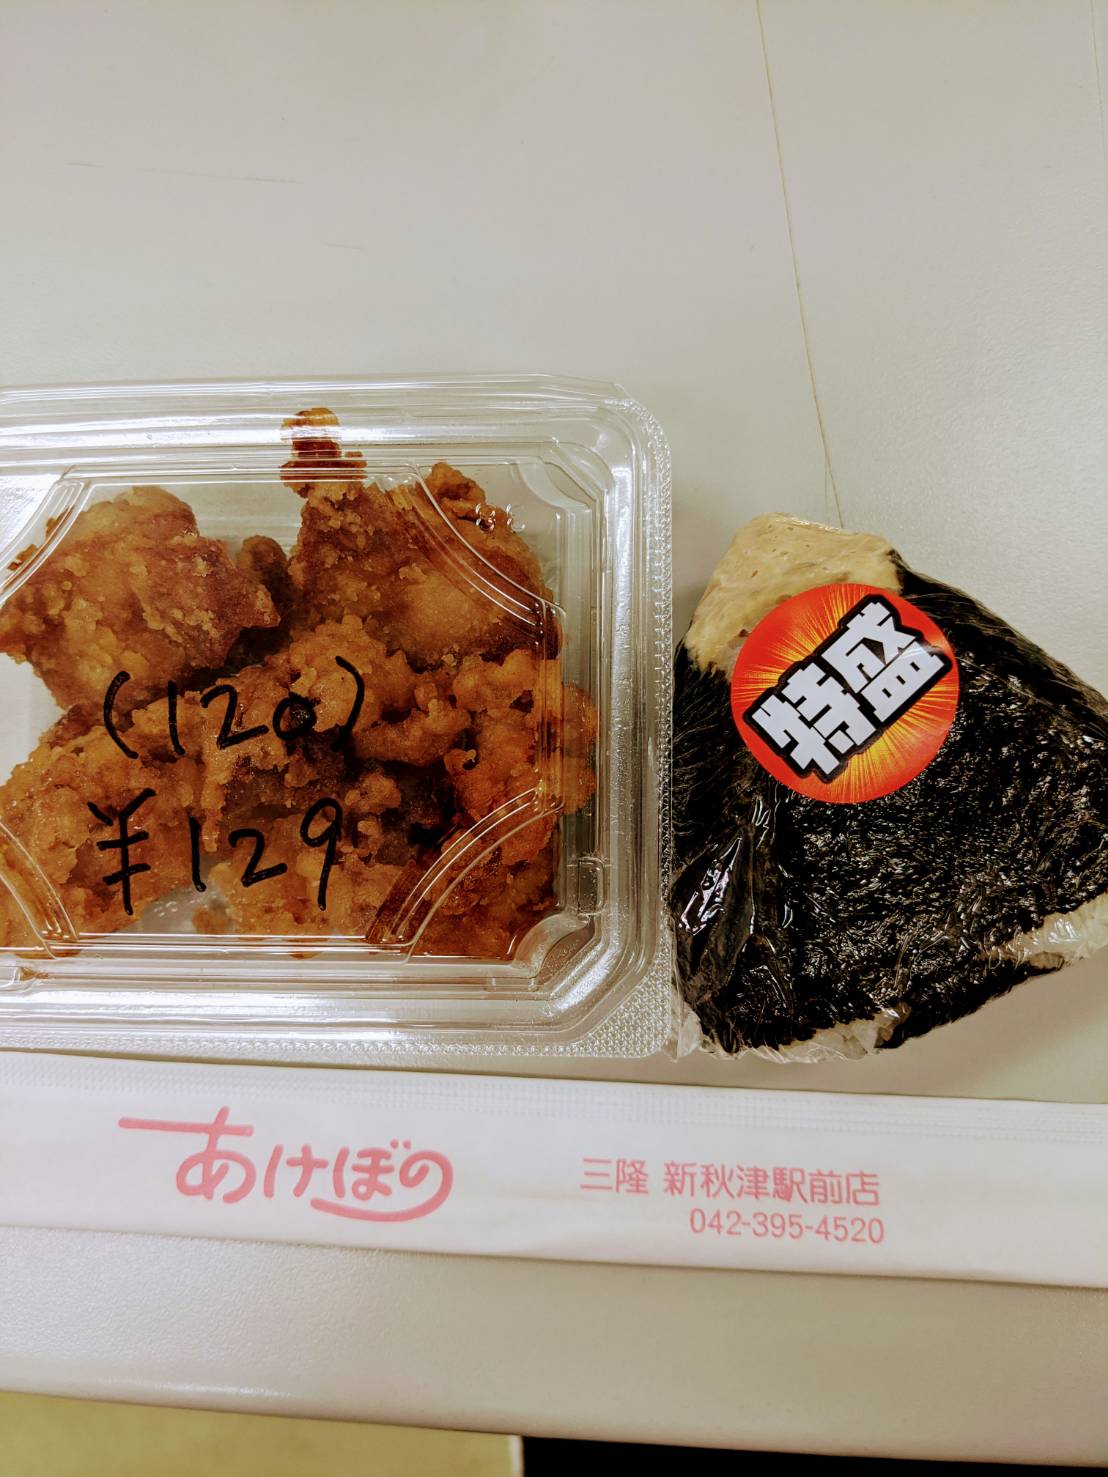 (120)
¥129
特盛
あけぼの
三隆 新秋津駅前店
042-395-4520